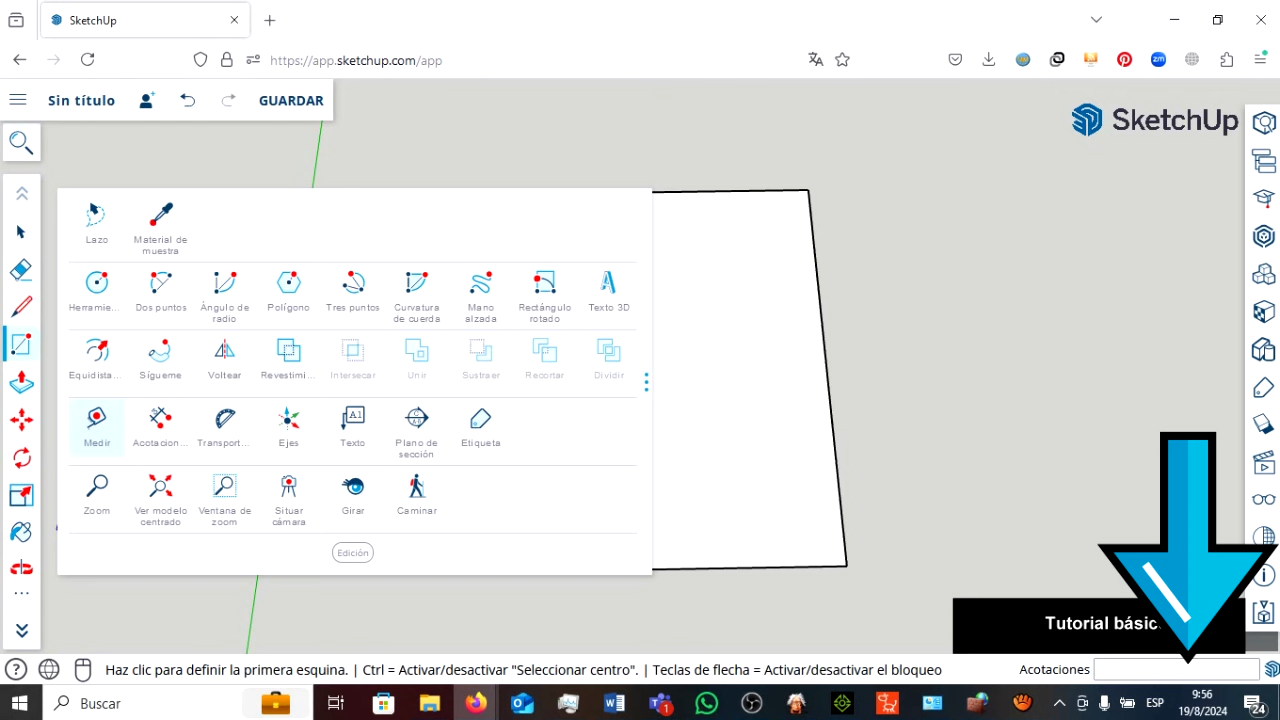 SketchUp
https://app.sketchup.com/app
Sin título
GUARDAR
SketchUp
Lazo
Material de
muestra
Herramie...
Dos puntos
Ángulo de
radio
Polígono
Tres puntos
Curvatura
de cuerda
Mano
alzada
Rectángulo
rotado
Texto 3D
Equidista...
Sígueme
Voltear
Revestimi...
Intersecar
Unir
Sustraer
Recortar
Dividir
Medir
Acotacion...
Transport...
Ejes
A1
Texto
Plano de
sección
Etiqueta
Zoom
Ver modelo
centrado
Ventana de
zoom
Situar
cámara
Girar
Caminar
Edición
Tutorial básic
Haz clic para definir la primera esquina. | Ctrl = Activar/desactivar "Seleccionar centro". | Teclas de flecha = Activar/desactivar el bloqueo
Acotaciones
Buscar
ESP
9:56
19/8/2024
24